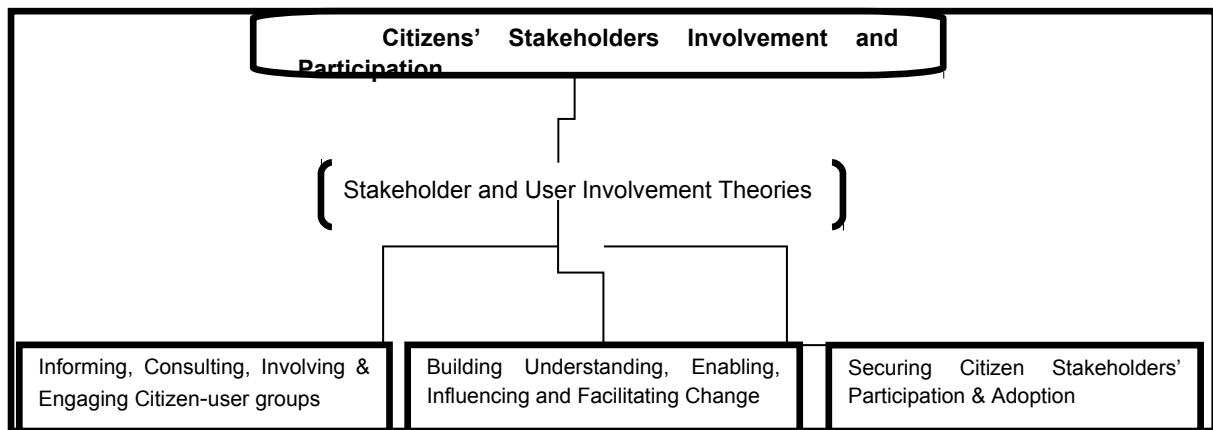 Citizens’ Stakeholders Involvement and
Participation
Stakeholder and User Involvement Theories
Informing, Consulting, Involving &
Engaging Citizen-user groups
Building Understanding, Enabling,
Influencing and Facilitating Change
Securing Citizen Stakeholders’
Participation & Adoption